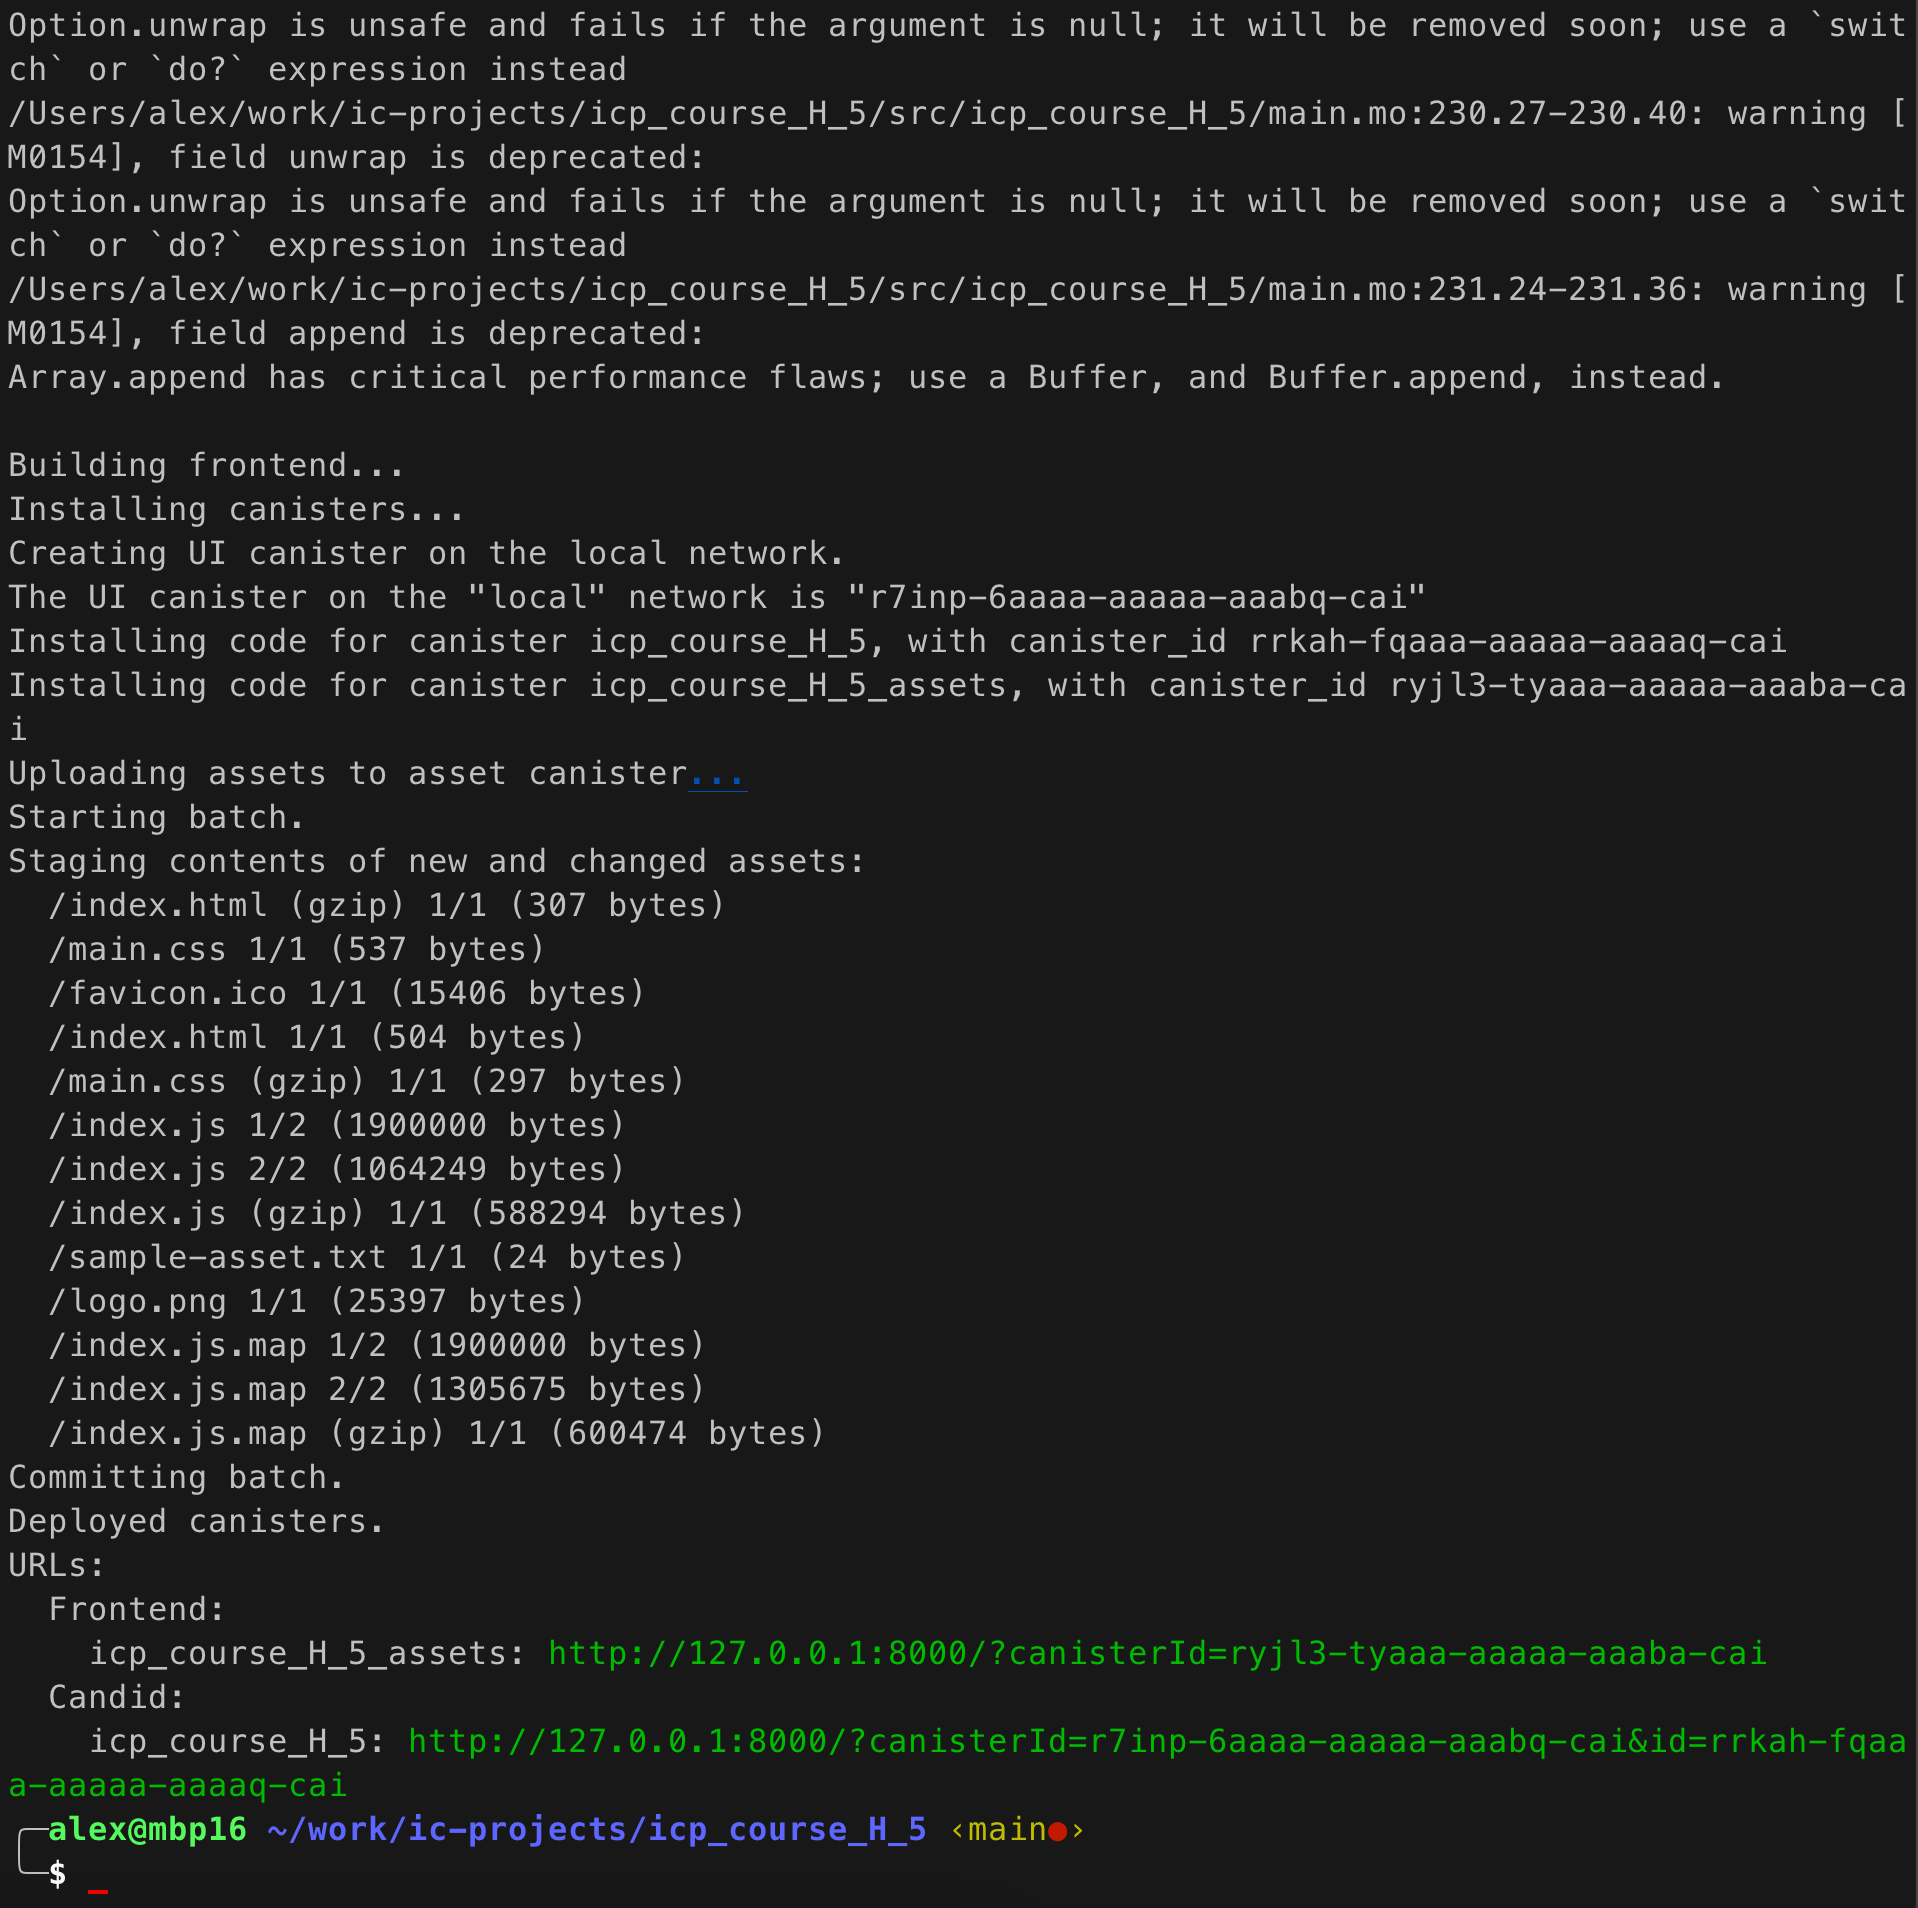 Option.unwrap is unsafe and fails if the argument is null; it will be removed soon; use a `swit
ch` or `do?` expression instead
/Users/alex/work/ic-projects/icp_course_H_5/src/icp_course_H_5/main.mo:230.27-230.40: warning [
M0154], field unwrap is deprecated:
Option.unwrap is unsafe and fails if the argument is null; it will be removed soon; use a `swit
ch` or `do?` expression instead
/Users/alex/work/ic-projects/icp_course_H_5/src/icp_course_H_5/main.mo:231.24-231.36: warning [
M0154], field append is deprecated:
Array.append has critical performance flaws; use a Buffer, and Buffer.append, instead.

Building frontend...
Installing canisters...
Creating UI canister on the local network.
The UI canister on the "local" network is "r7inp-6aaaa-aaaaa-aaabq-cai"
Installing code for canister icp_course_H_5, with canister_id rrkah-fqaaa-aaaaa-aaaaq-cai
Installing code for canister icp_course_H_5_assets, with canister_id ryjl3-tyaaa-aaaaa-aaaba-ca
i
Uploading assets to asset canister...
Starting batch.
Staging contents of new and changed assets:
  /index.html (gzip) 1/1 (307 bytes)
  /main.css 1/1 (537 bytes)
  /favicon.ico 1/1 (15406 bytes)
  /index.html 1/1 (504 bytes)
  /main.css (gzip) 1/1 (297 bytes)
  /index.js 1/2 (1900000 bytes)
  /index.js 2/2 (1064249 bytes)
  /index.js (gzip) 1/1 (588294 bytes)
  /sample-asset.txt 1/1 (24 bytes)
  /logo.png 1/1 (25397 bytes)
  /index.js.map 1/2 (1900000 bytes)
  /index.js.map 2/2 (1305675 bytes)
  /index.js.map (gzip) 1/1 (600474 bytes)
Committing batch.
Deployed canisters.
URLs:
  Frontend:
    icp_course_H_5_assets: http://127.0.0.1:8000/?canisterId=ryjl3-tyaaa-aaaaa-aaaba-cai
  Candid:
    icp_course_H_5: http://127.0.0.1:8000/?canisterId=r7inp-6aaaa-aaaaa-aaabq-cai&id=rrkah-fqaa
a-aaaaa-aaaaq-cai
alex@mbp16 ~/work/ic-projects/icp_course_H_5 ‹main●›
$ _